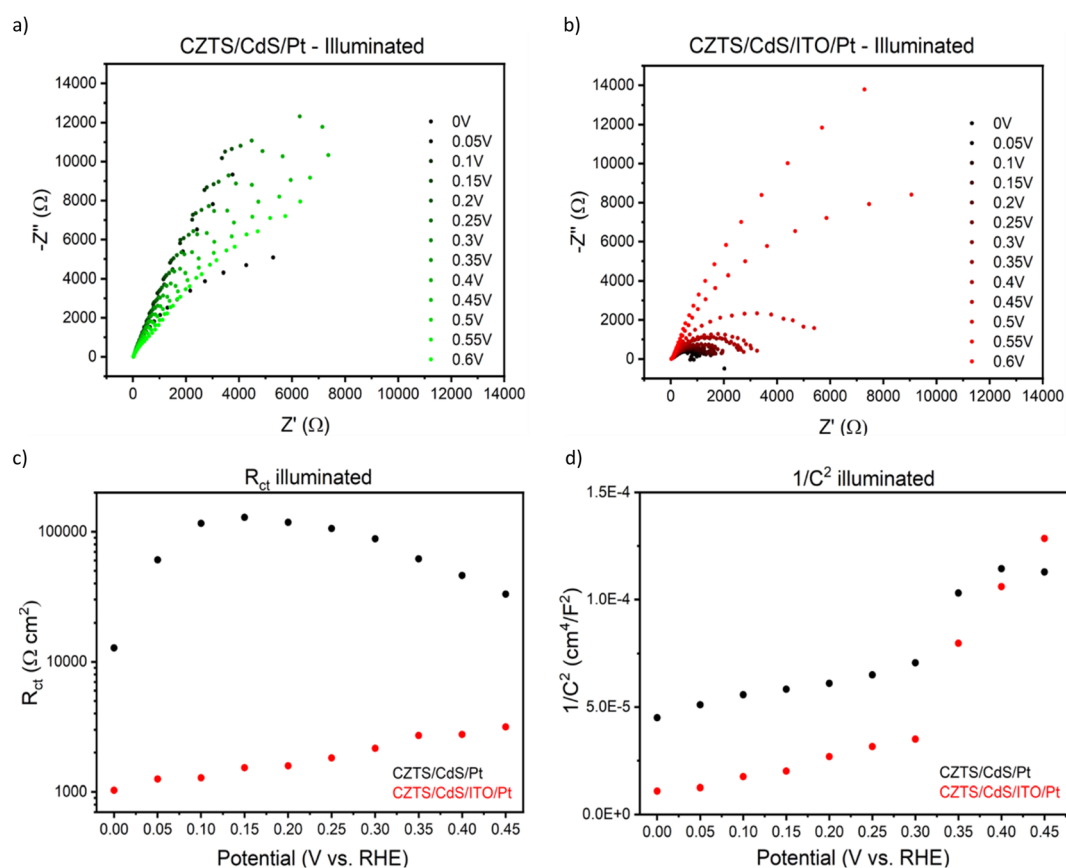 a)
CZTS/CdS/Pt - Illuminated
14000
12000
10000
8000
6000
4000
2000
0
-Z'' (Ω)
0 2000 4000 6000 8000 10000 12000 14000
Z' (Ω)
0V
0.05V
0.1V
0.15V
0.2V
0.25V
0.3V
0.35V
0.4V
0.45V
0.5V
0.55V
0.6V
b)
CZTS/CdS/ITO/Pt - Illuminated
14000
12000
10000
8000
6000
4000
2000
0
-Z'' (Ω)
0 2000 4000 6000 8000 10000 12000 14000
Z' (Ω)
0V
0.05V
0.1V
0.15V
0.2V
0.25V
0.3V
0.35V
0.4V
0.45V
0.5V
0.55V
0.6V
c)
R_ct illuminated
100000
10000
1000
R_ct (Ω cm²)
CZTS/CdS/Pt
CZTS/CdS/ITO/Pt
0.00 0.05 0.10 0.15 0.20 0.25 0.30 0.35 0.40 0.45
Potential (V vs. RHE)
d)
1/C² illuminated
1.5E-4
1.0E-4
5.0E-5
0.0E+0
1/C² (cm⁴/F²)
CZTS/CdS/Pt
CZTS/CdS/ITO/Pt
0.00 0.05 0.10 0.15 0.20 0.25 0.30 0.35 0.40 0.45
Potential (V vs. RHE)